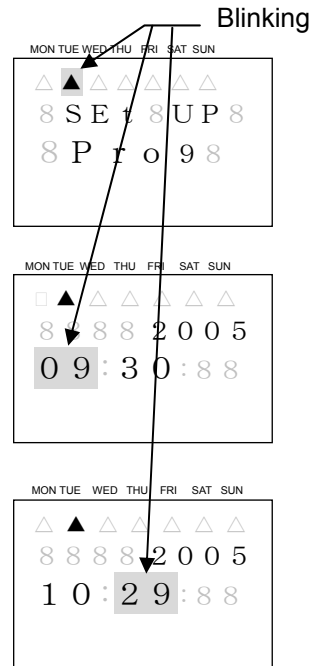 Blinking
MON TUE WED THU FRI SAT SUN
△ ▲ △ △ △ △ △
8 S E t 8 U P 8
8 P r o 9 8
MON TUE WED THU FRI SAT SUN
□ ▲ △ △ △ △ △
8 8 8 8 2 0 0 5
0 9 : 3 0 : 8 8
MON TUE WED THU FRI SAT SUN
△ ▲ △ △ △ △ △
8 8 8 8 2 0 0 5
1 0 : 2 9 : 8 8